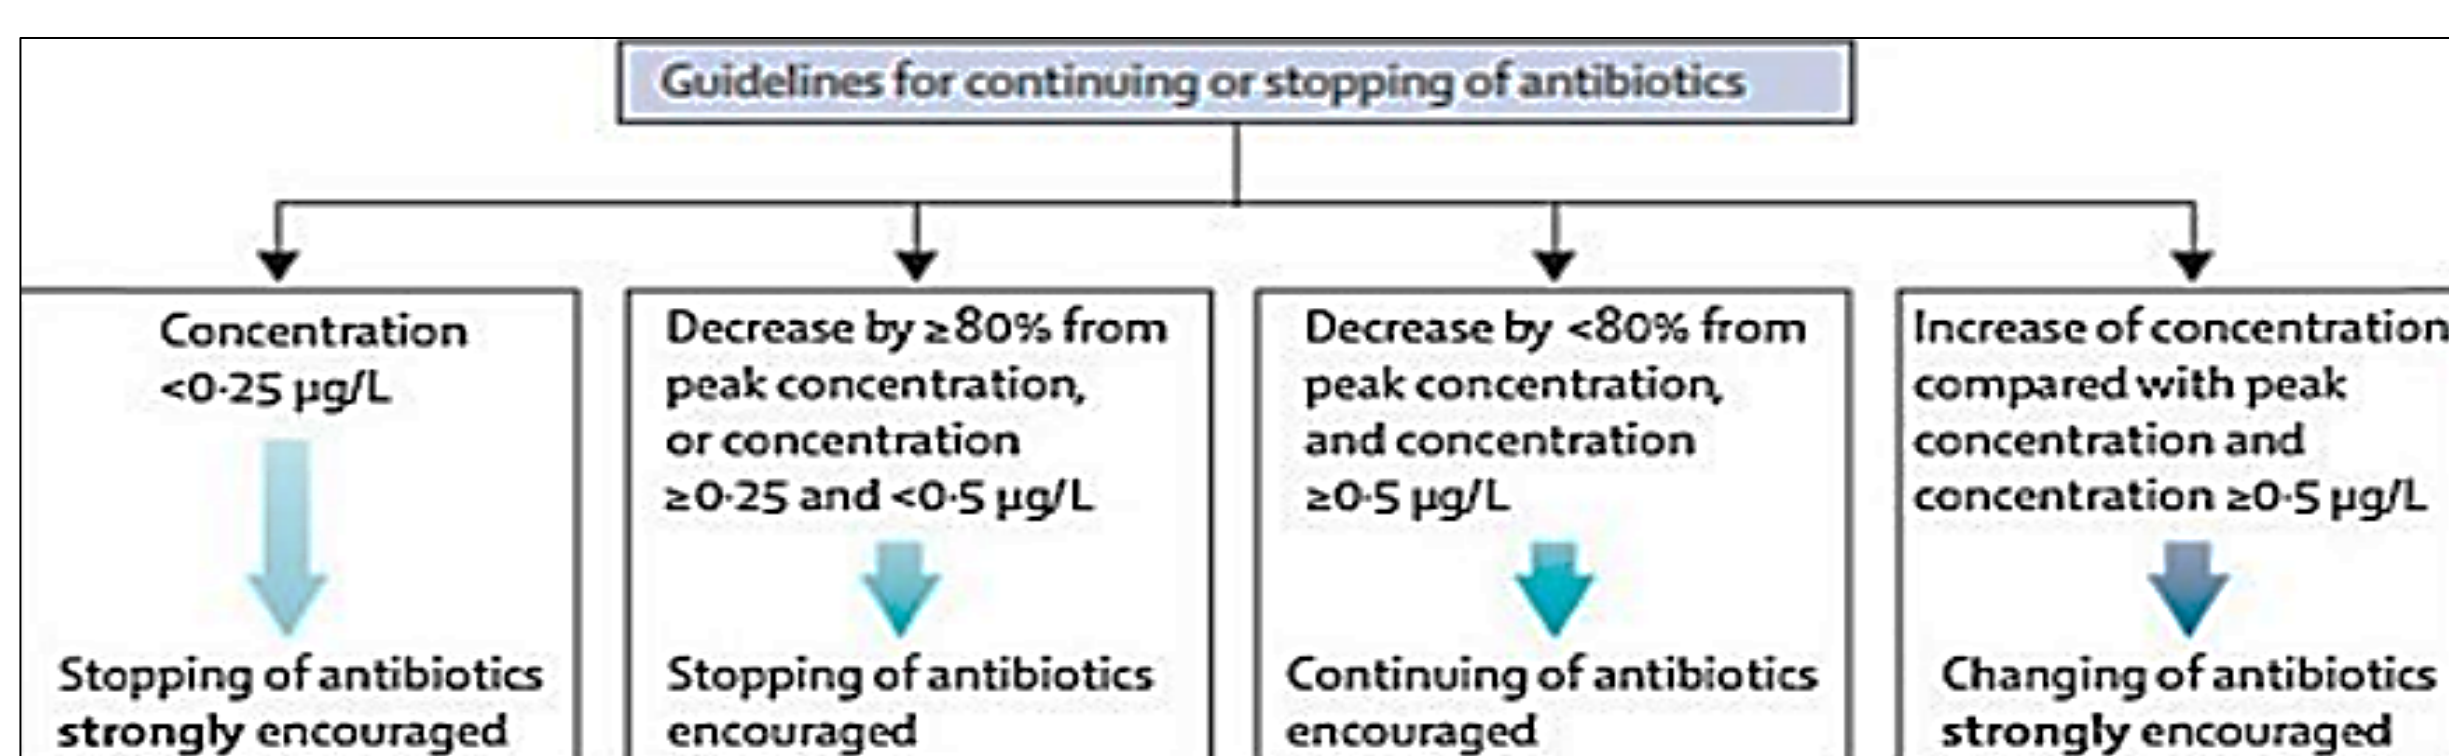 Guidelines for continuing or stopping of antibiotics
Concentration
<0·25 µg/L
Stopping of antibiotics
strongly encouraged
Decrease by ≥80% from
peak concentration,
or concentration
≥0·25 and <0·5 µg/L
Stopping of antibiotics
encouraged
Decrease by <80% from
peak concentration,
and concentration
≥0·5 µg/L
Continuing of antibiotics
encouraged
Increase of concentration
compared with peak
concentration and
concentration ≥0·5 µg/L
Changing of antibiotics
strongly encouraged